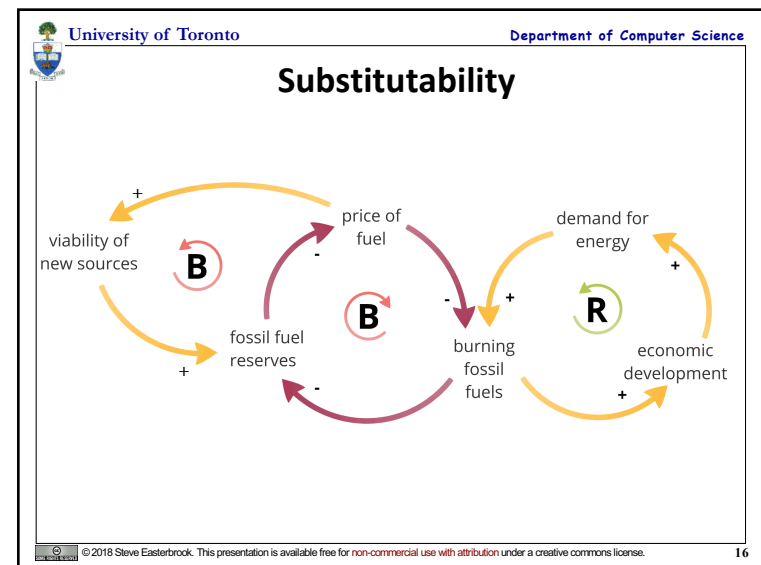 University of Toronto
Department of Computer Science
Substitutability
+
price of
fuel
demand for
energy
viability of
new sources
B
-
+
B
-
+
R
fossil fuel
reserves
burning
fossil
fuels
economic
development
+
-
+
© 2018 Steve Easterbrook. This presentation is available free for non-commercial use with attribution under a creative commons license.
16